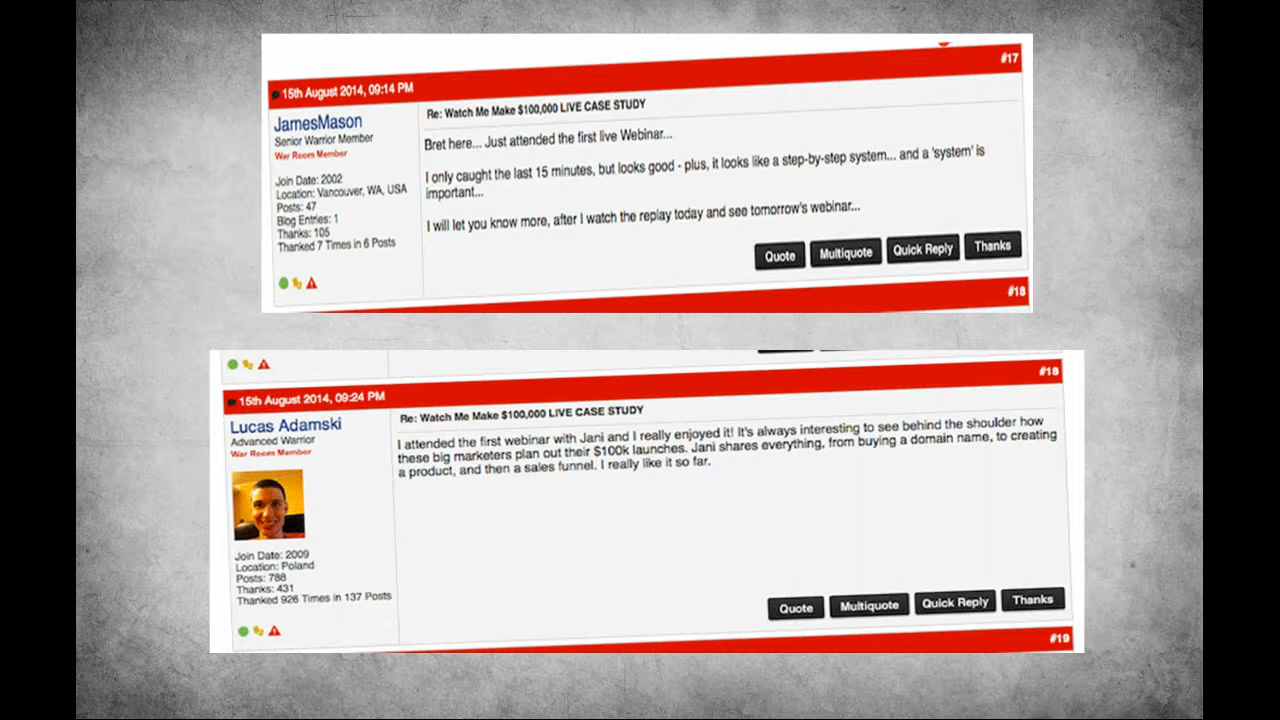 15th August 2014, 09:14 PM
#17
JamesMason
Senior Warrior Member
War Room Member
Join Date: 2002
Location: Vancouver, WA, USA
Posts: 47
Blog Entries: 1
Thanks: 105
Thanked 7 Times in 6 Posts
Re: Watch Me Make $100,000 LIVE CASE STUDY
Bret here... Just attended the first live Webinar...
I only caught the last 15 minutes, but looks good - plus, it looks like a step-by-step system... and a 'system' is
important...
I will let you know more, after I watch the replay today and see tomorrow's webinar...
Quote Multiquote Quick Reply Thanks
#18
15th August 2014, 09:24 PM
#18
Lucas Adamski
Advanced Warrior
War Room Member
Join Date: 2009
Location: Poland
Posts: 788
Thanks: 431
Thanked 926 Times in 137 Posts
Re: Watch Me Make $100,000 LIVE CASE STUDY
I attended the first webinar with Jani and I really enjoyed it! It's always interesting to see behind the shoulder how
these big marketers plan out their $100k launches. Jani shares everything, from buying a domain name, to creating
a product, and then a sales funnel. I really like it so far.
Quote Multiquote Quick Reply Thanks
#19